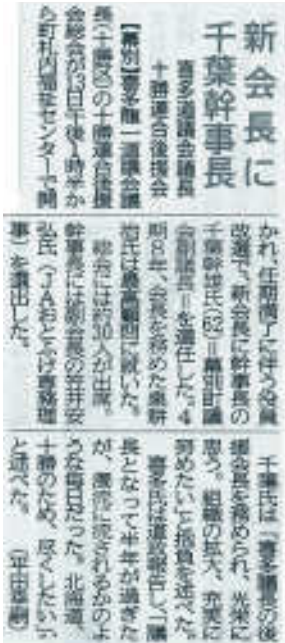 新会長に
千葉幹事長
喜多道議会議長
十勝連合後援会
【幕別】喜多龍一道議会議
長(十勝区)の十勝連合後援
会総会が23日午後1時半か
ら町札内福祉センターで開
かれ、任期満了に伴う役員
改選で、新会長に幹事長の
千葉幹雄氏(62)=幕別町議
会副議長=を選任した。4
期8年、会長を務めた
氏は最高顧問に就いた。
総会には約30人が出席。
幹事長には副会長の笹井安
弘氏(JAおとふけ専務理
事)を選出した。
千葉氏は「喜多議長の後
援会長を務められ、光栄に
思う。組織の拡大、充実に
努めたい」と抱負を述べた。
喜多氏は道政報告し、「議
長となって半年が過ぎた
が、激流に流されるかのよ
うな毎日だった。北海道、
十勝のため、尽くしたい」
と述べた。